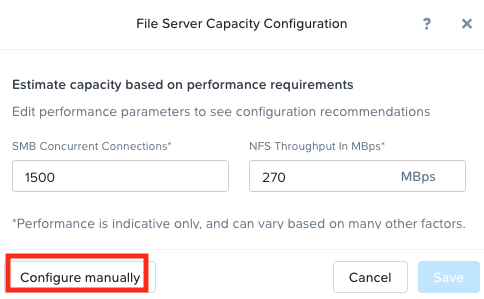 File Server Capacity Configuration ? ×
Estimate capacity based on performance requirements
Edit performance parameters to see configuration recommendations
SMB Concurrent Connections* NFS Throughput In MBps*
1500 270 MBps
*Performance is indicative only, and can vary based on many other factors.
Configure manually Cancel Save